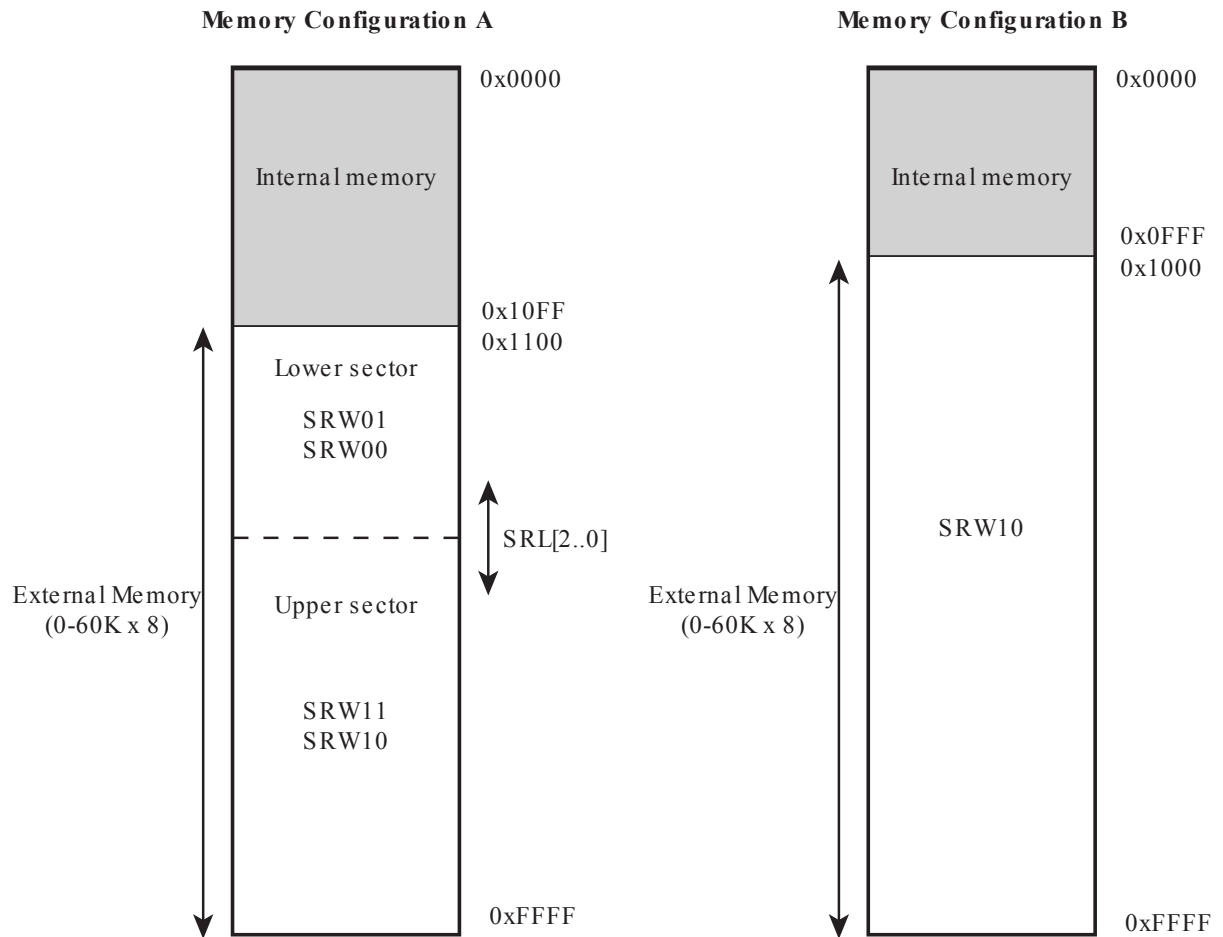 Memory Configuration A
0x0000
Internal memory
0x10FF
0x1100
Lower sector
SRW01
SRW00
SRL[2..0]
External Memory
(0-60K x 8)
Upper sector
SRW11
SRW10
0xFFFF
Memory Configuration B
0x0000
Internal memory
0x0FFF
0x1000
SRW10
External Memory
(0-60K x 8)
0xFFFF